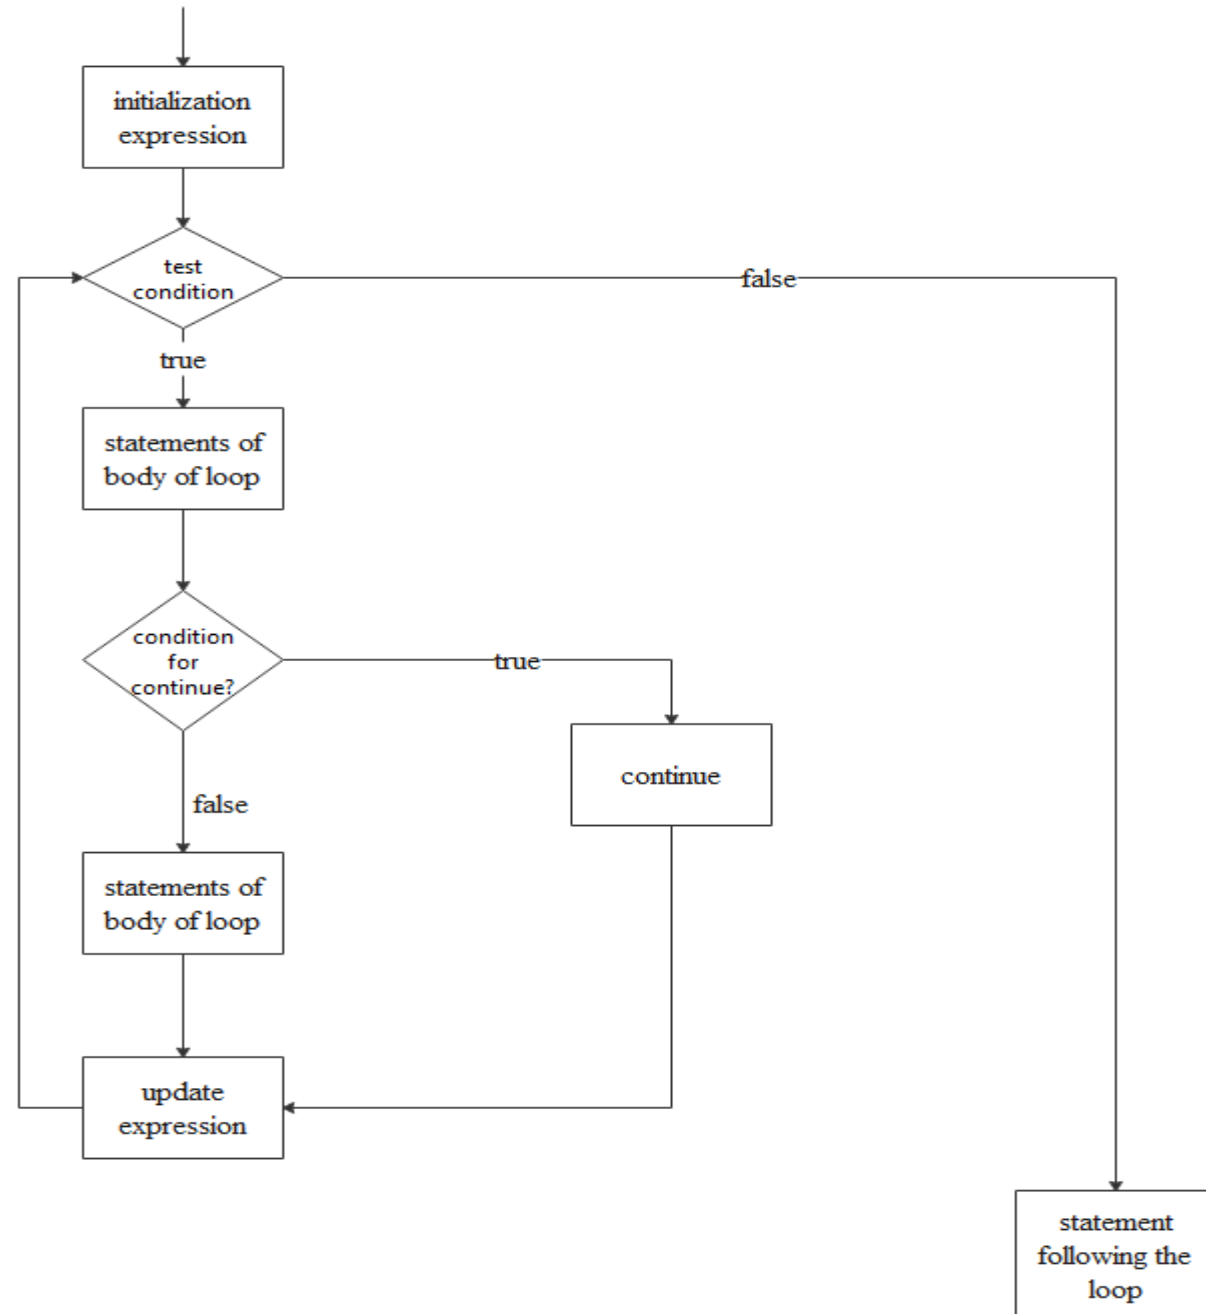 initialization
expression
test
condition
false
true
statements of
body of loop
condition
for
continue?
true
continue
false
statements of
body of loop
update
expression
statement
following the
loop